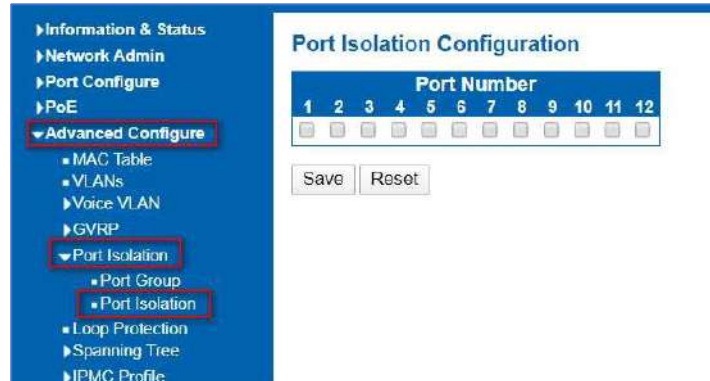 Information & Status
Network Admin
Port Configure
PoE
Advanced Configure
MAC Table
VLANs
Voice VLAN
GVRP
Port Isolation
Port Group
Port Isolation
Loop Protection
Spanning Tree
IPMC Profile
Port Isolation Configuration
Port Number
1 2 3 4 5 6 7 8 9 10 11 12
Save Reset